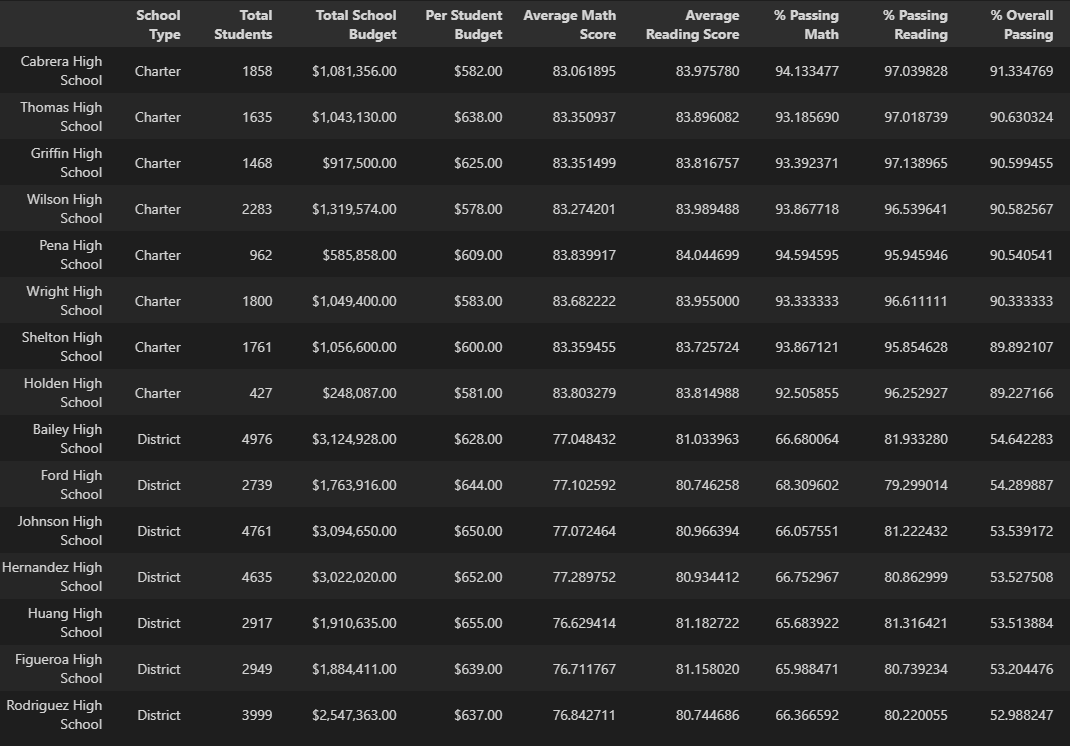 School Type Total Students Total School Budget Per Student Budget Average Math Score Average Reading Score % Passing Math % Passing Reading % Overall Passing
Cabrera High School Charter 1858 $1,081,356.00 $582.00 83.061895 83.975780 94.133477 97.039828 91.334769
Thomas High School Charter 1635 $1,043,130.00 $638.00 83.350937 83.896082 93.185690 97.018739 90.630324
Griffin High School Charter 1468 $917,500.00 $625.00 83.351499 83.816757 93.392371 97.138965 90.599455
Wilson High School Charter 2283 $1,319,574.00 $578.00 83.274201 83.989488 93.867718 96.539641 90.582567
Pena High School Charter 962 $585,858.00 $609.00 83.839917 84.044699 94.594595 95.945946 90.540541
Wright High School Charter 1800 $1,049,400.00 $583.00 83.682222 83.955000 93.333333 96.611111 90.333333
Shelton High School Charter 1761 $1,056,600.00 $600.00 83.359455 83.725724 93.867121 95.854628 89.892107
Holden High School Charter 427 $248,087.00 $581.00 83.803279 83.814988 92.505855 96.252927 89.227166
Bailey High School District 4976 $3,124,928.00 $628.00 77.048432 81.033963 66.680064 81.933280 54.642283
Ford High School District 2739 $1,763,916.00 $644.00 77.102592 80.746258 68.309602 79.299014 54.289887
Johnson High School District 4761 $3,094,650.00 $650.00 77.072464 80.966394 66.057551 81.222432 53.539172
Hernandez High School District 4635 $3,022,020.00 $652.00 77.289752 80.934412 66.752967 80.862999 53.527508
Huang High School District 2917 $1,910,635.00 $655.00 76.629414 81.182722 65.683922 81.316421 53.513884
Figueroa High School District 2949 $1,884,411.00 $639.00 76.711767 81.158020 65.988471 80.739234 53.204476
Rodriguez High School District 3999 $2,547,363.00 $637.00 76.842711 80.744686 66.366592 80.220055 52.988247